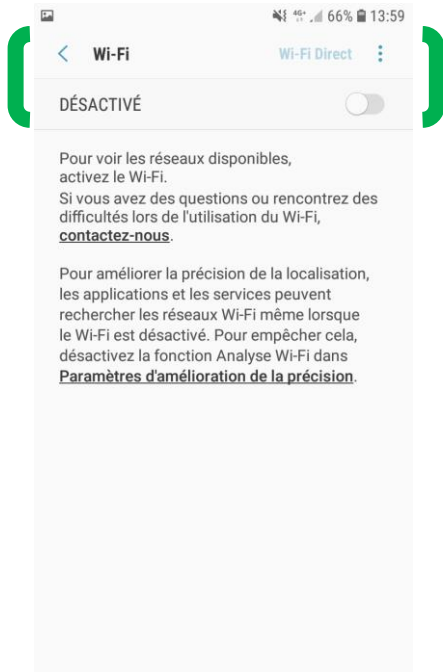 4G+ 66% 13:59
Wi-Fi Wi-Fi Direct
DÉSACTIVÉ
Pour voir les réseaux disponibles,
activez le Wi-Fi.
Si vous avez des questions ou rencontrez des
difficultés lors de l'utilisation du Wi-Fi,
contactez-nous.
Pour améliorer la précision de la localisation,
les applications et les services peuvent
rechercher les réseaux Wi-Fi même lorsque
le Wi-Fi est désactivé. Pour empêcher cela,
désactivez la fonction Analyse Wi-Fi dans
Paramètres d'amélioration de la précision.